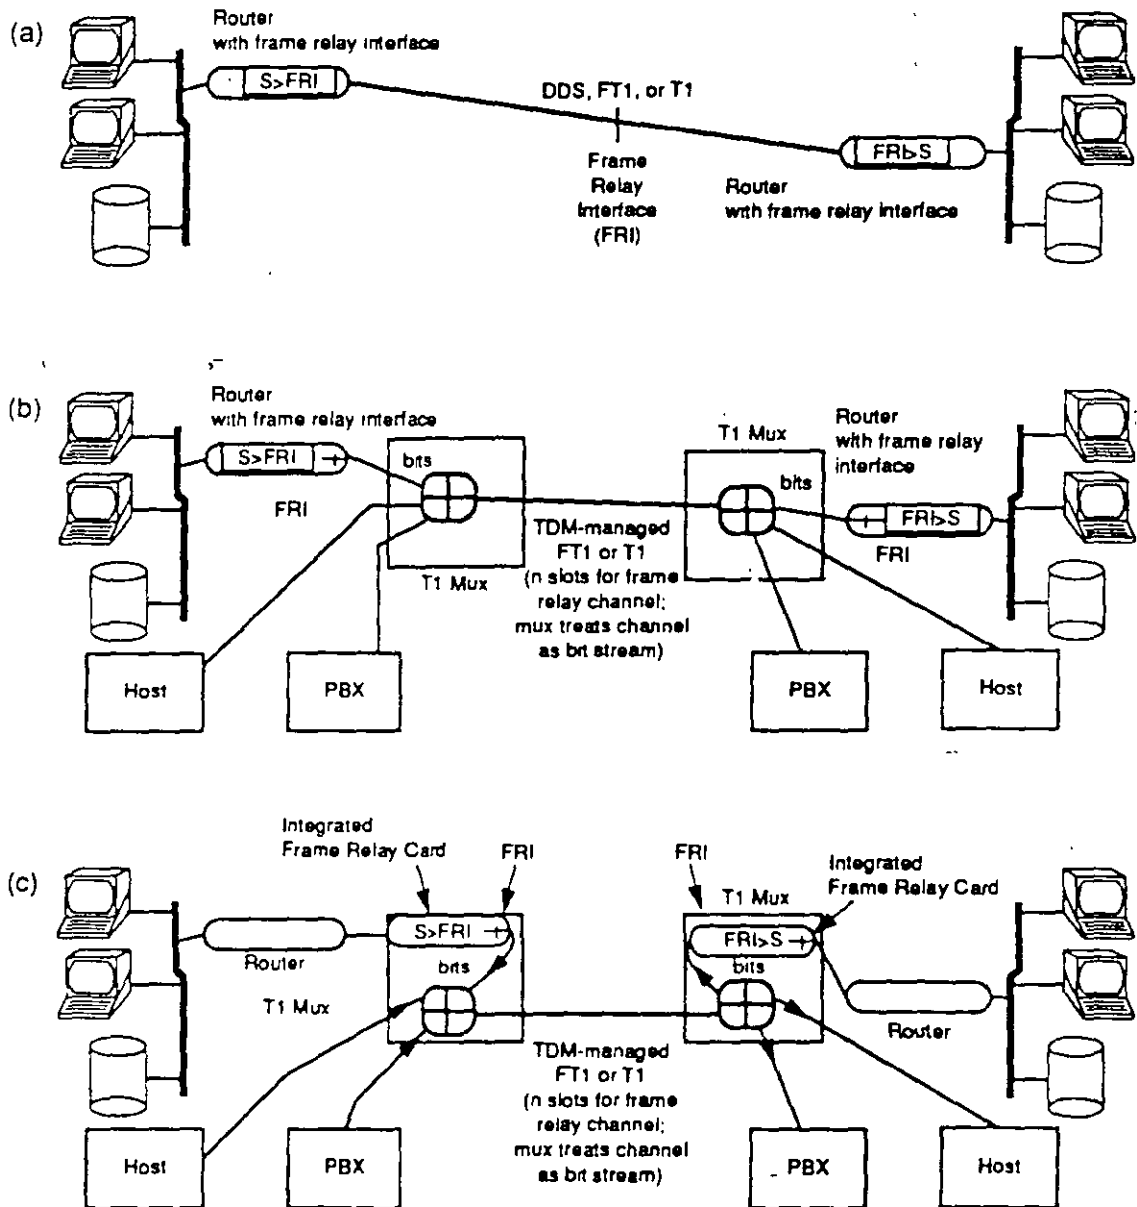 (a)
Router
with frame relay interface
S>FRI
DDS, FT1, or T1
Frame
Relay
Interface
(FRI)
FRI>S
Router
with frame relay interface
(b)
Router
with frame relay interface
S>FRI
FRI
bits
T1 Mux
TDM-managed
FT1 or T1
(n slots for frame
relay channel;
mux treats channel
as bit stream)
T1 Mux
bits
Router
with frame relay
interface
FRI>S
FRI
Host
PBX
PBX
Host
(c)
Integrated
Frame Relay Card
FRI
S>FRI
bits
Router
T1 Mux
TDM-managed
FT1 or T1
(n slots for frame
relay channel;
mux treats channel
as bit stream)
FRI
T1 Mux
Integrated
Frame Relay Card
FRI>S
bits
Router
Host
PBX
PBX
Host